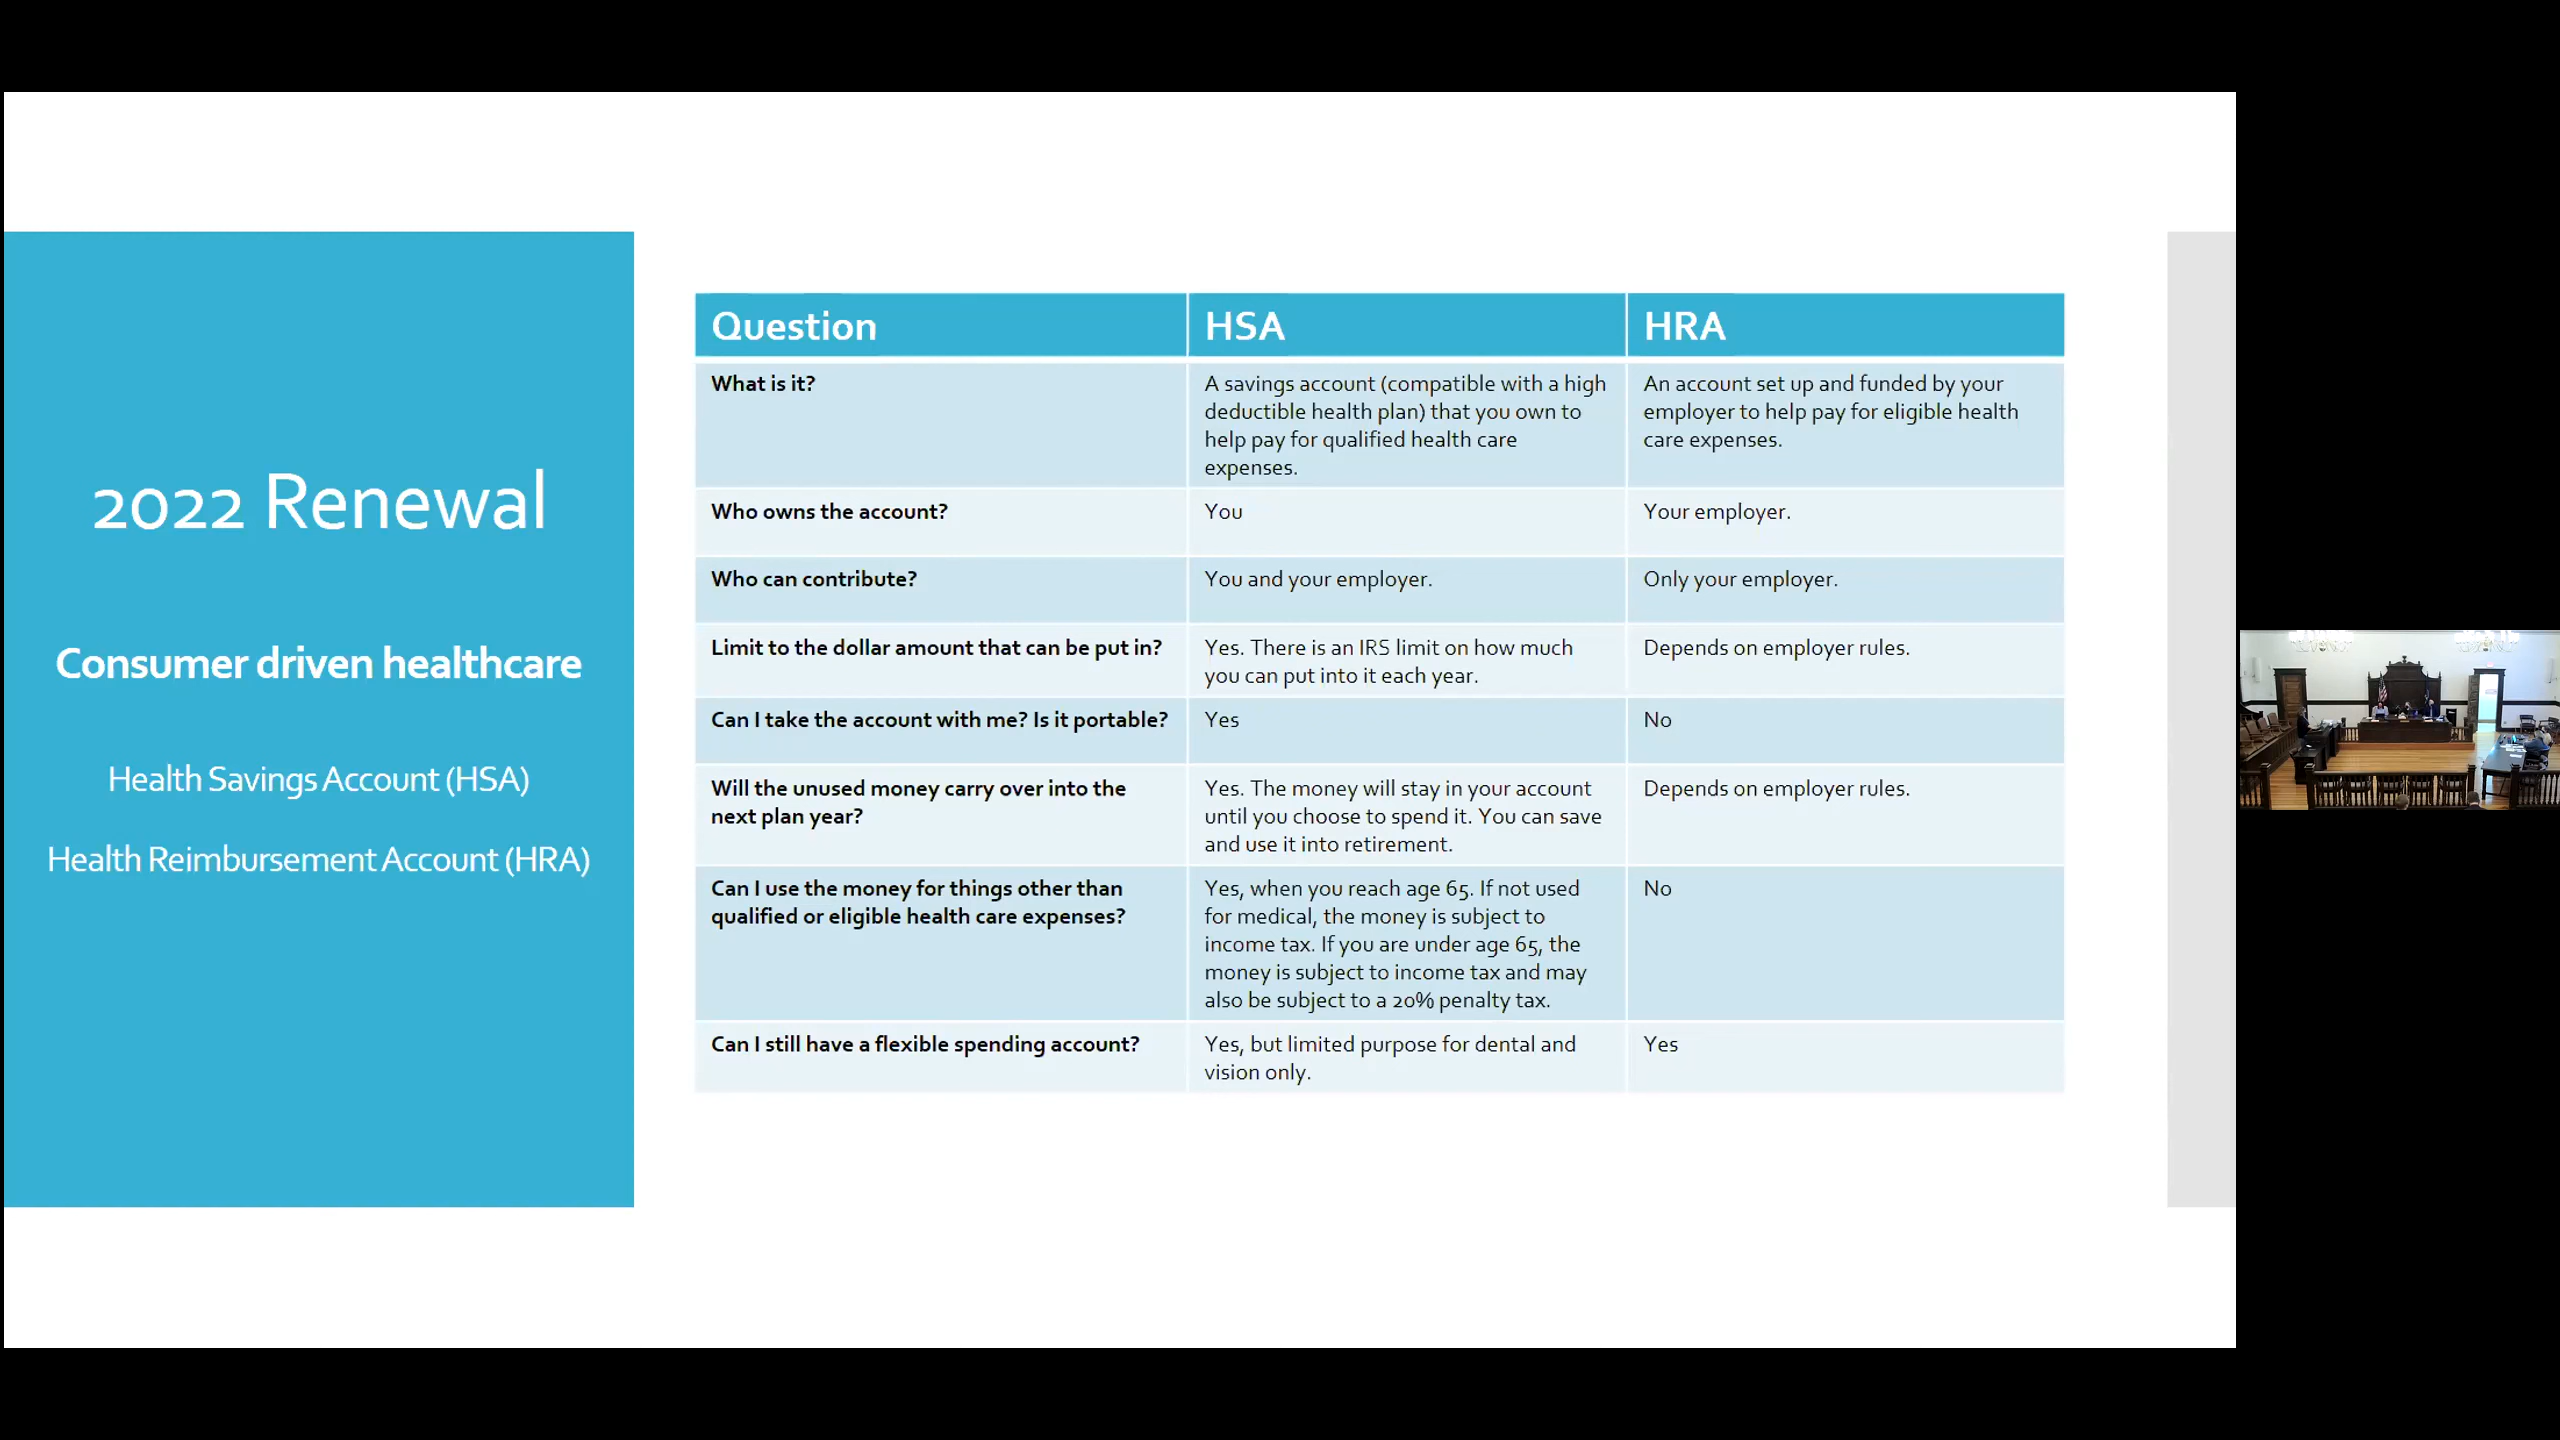 2022 Renewal
Consumer driven healthcare
Health Savings Account (HSA)
Health Reimbursement Account (HRA)
Question
HSA
HRA
What is it?
A savings account (compatible with a high
deductible health plan) that you own to
help pay for qualified health care
expenses.
An account set up and funded by your
employer to help pay for eligible health
care expenses.
Who owns the account?
You
Your employer.
Who can contribute?
You and your employer.
Only your employer.
Limit to the dollar amount that can be put in?
Yes. There is an IRS limit on how much
you can put into it each year.
Depends on employer rules.
Can I take the account with me? Is it portable?
Yes
No
Will the unused money carry over into the
next plan year?
Yes. The money will stay in your account
until you choose to spend it. You can save
and use it into retirement.
Depends on employer rules.
Can I use the money for things other than
qualified or eligible health care expenses?
Yes, when you reach age 65. If not used
for medical, the money is subject to
income tax. If you are under age 65, the
money is subject to income tax and may
also be subject to a 20% penalty tax.
No
Can I still have a flexible spending account?
Yes, but limited purpose for dental and
vision only.
Yes